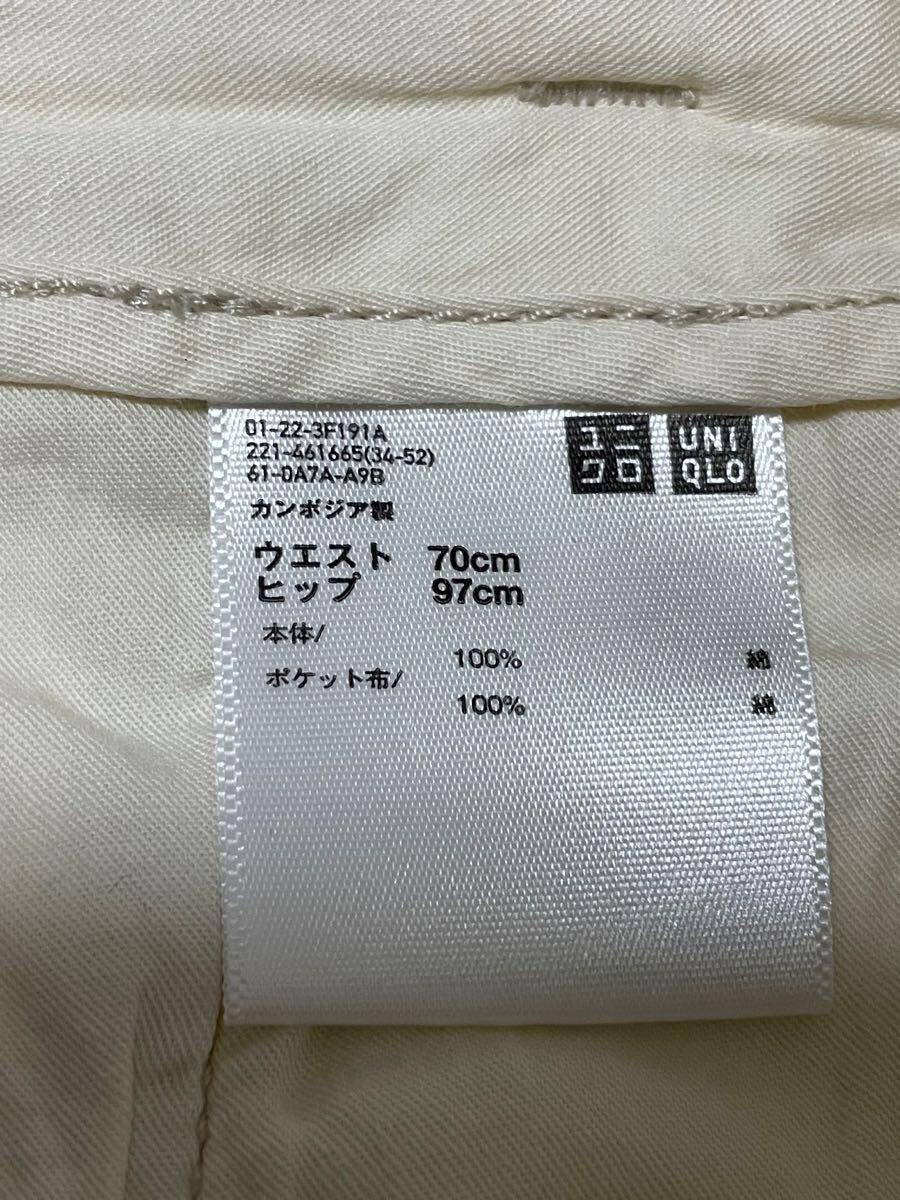 01-22-3F191A
221-461665(34-52)
61-0A7A-A9B
ユニ
クロ
UNI
QLO
カンボジア製
ウエスト 70cm
ヒップ 97cm
本体/
100% 綿
ポケット布/
100% 綿